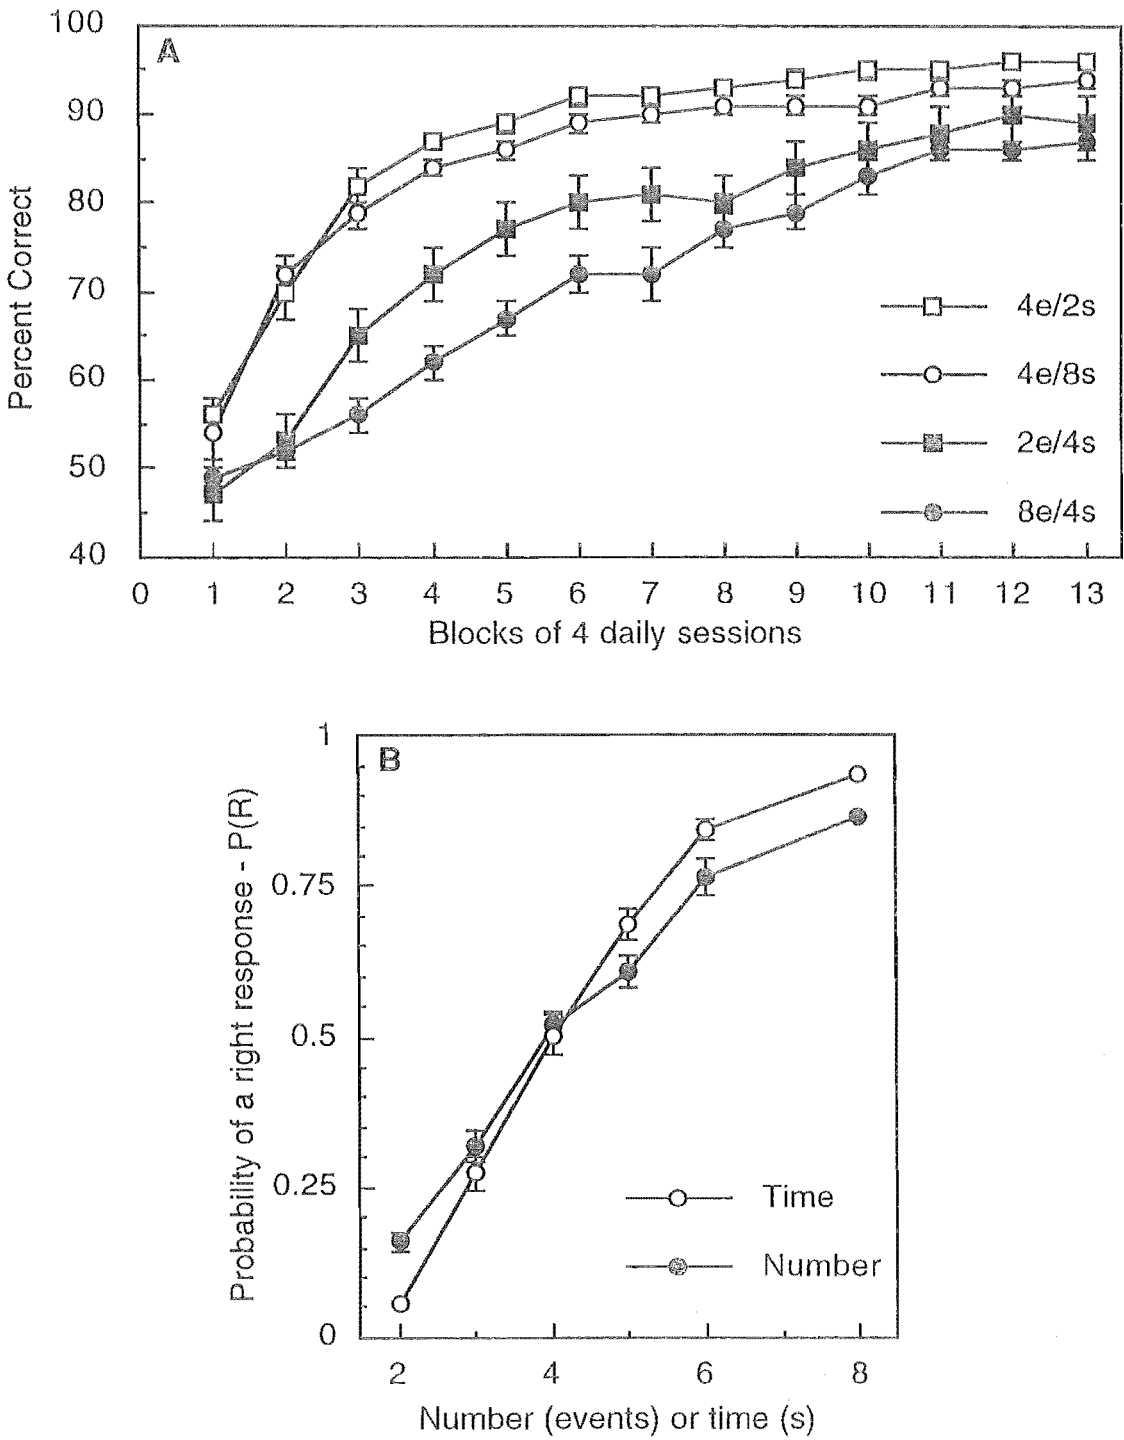 A
100
90
80
70
60
50
40
Percent Correct
4e/2s
4e/8s
2e/4s
8e/4s
0 1 2 3 4 5 6 7 8 9 10 11 12 13
Blocks of 4 daily sessions
B
1
0.75
0.5
0.25
0
Probability of a right response - P(R)
Time
Number
2 4 6 8
Number (events) or time (s)